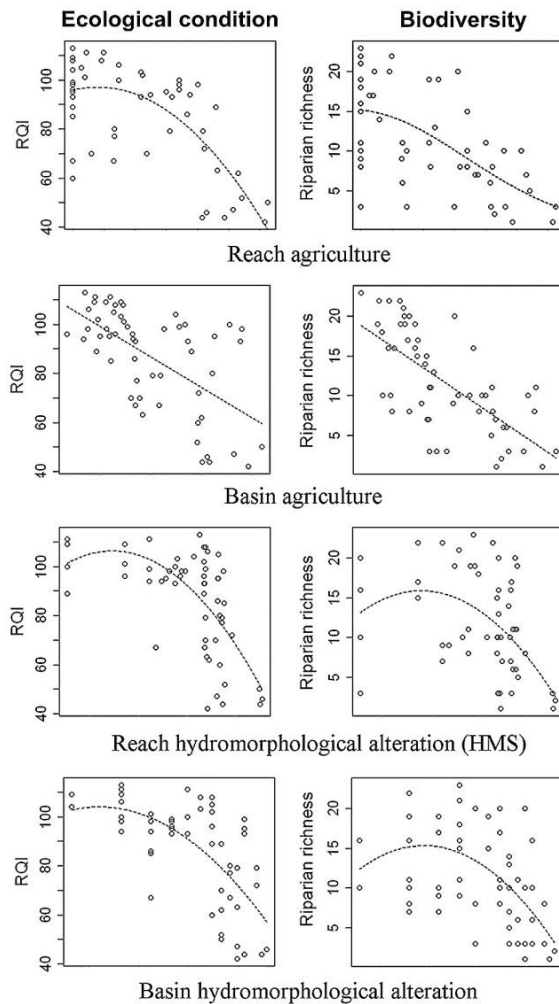 Ecological condition Biodiversity
RQI 40 60 80 100
Riparian richness 5 10 15 20
Reach agriculture
RQI 40 60 80 100
Riparian richness 5 10 15 20
Basin agriculture
RQI 40 60 80 100
Riparian richness 5 10 15 20
Reach hydromorphological alteration (HMS)
RQI 40 60 80 100
Riparian richness 5 10 15 20
Basin hydromorphological alteration